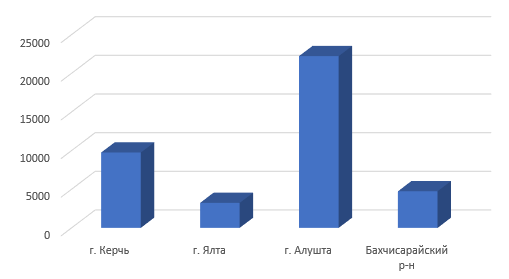 25000
20000
15000
10000
5000
0
г. Керчь
г. Ялта
г. Алушта
Бахчисарайский
р-н